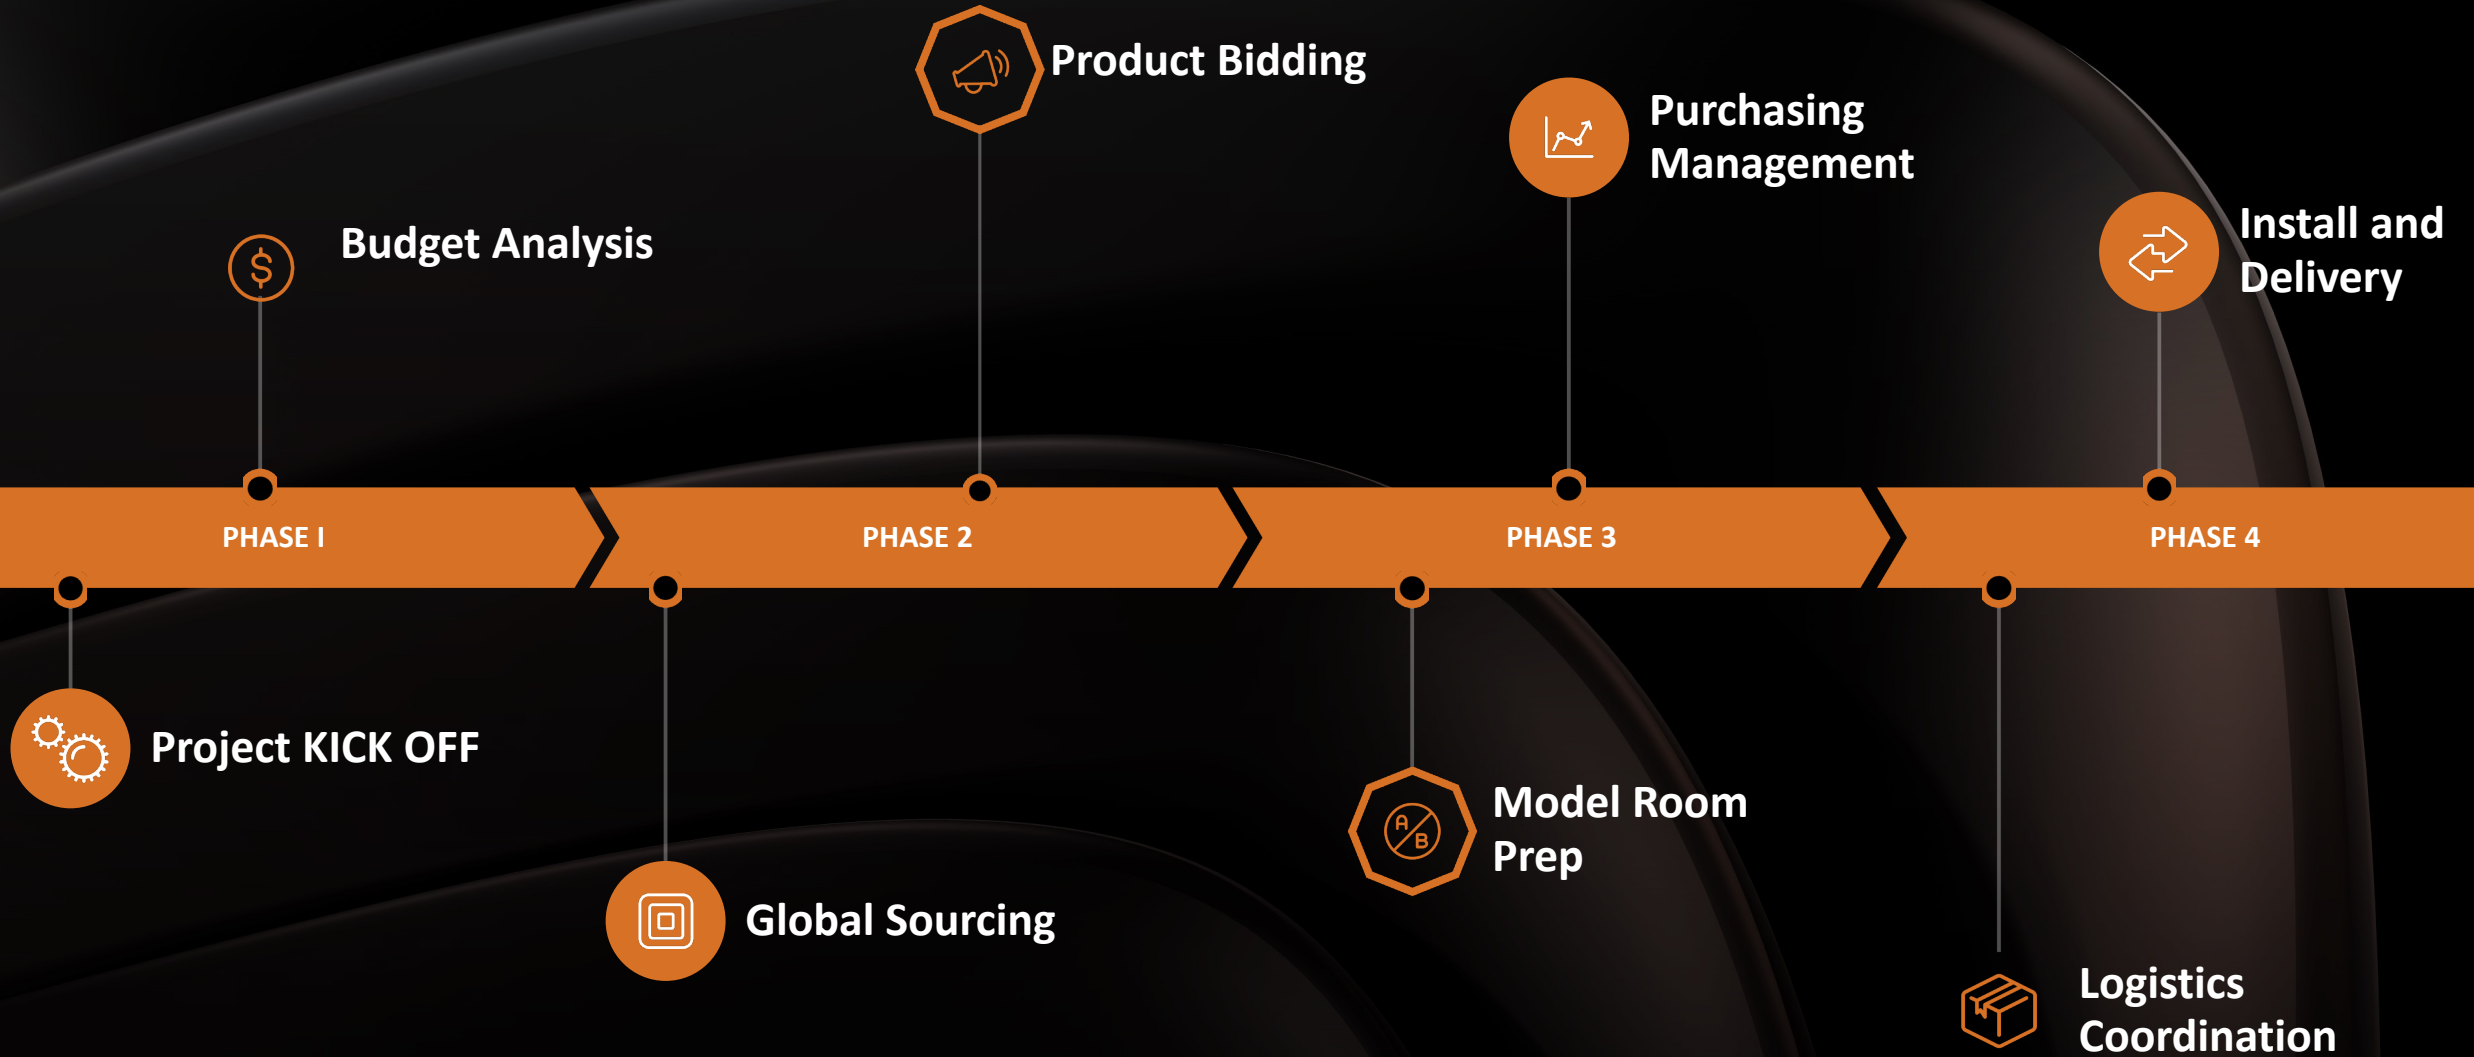 Product Bidding
Purchasing
Management
Budget Analysis
Install and
Delivery
PHASE I
PHASE 2
PHASE 3
PHASE 4
Project KICK OFF
Model Room
Prep
A
B
Global Sourcing
Logistics
Coordination
$